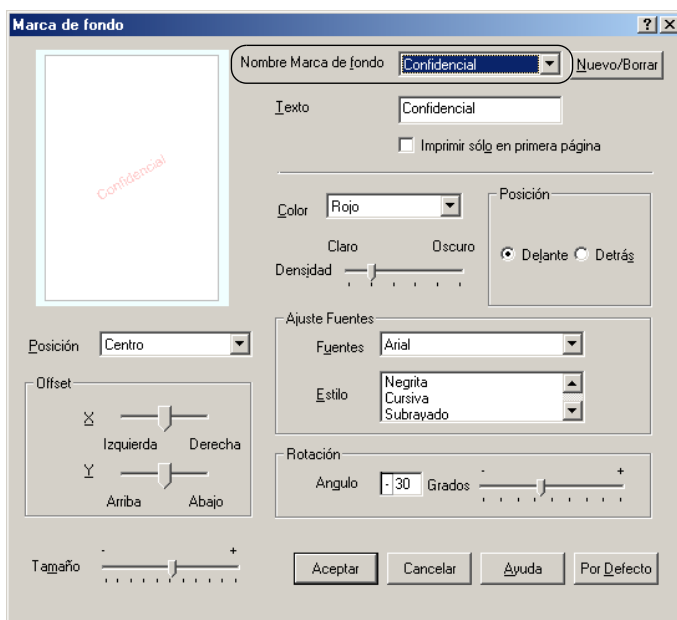 Marca de fondo
Nombre Marca de fondo Confidencial Nuevo/Borrar
Texto Confidencial
Imprimir sólo en primera página
Confidencial
Color Rojo
Posición
Delante Detrás
Claro Oscuro
Densidad
Posición Centro
Ajuste Fuentes
Fuentes Arial
Estilo Negrita
Cursiva
Subrayado
Offset
X
Izquierda Derecha
Y
Arriba Abajo
Rotación
Angulo -30 Grados - +
Tamaño - +
Aceptar Cancelar Ayuda Por Defecto